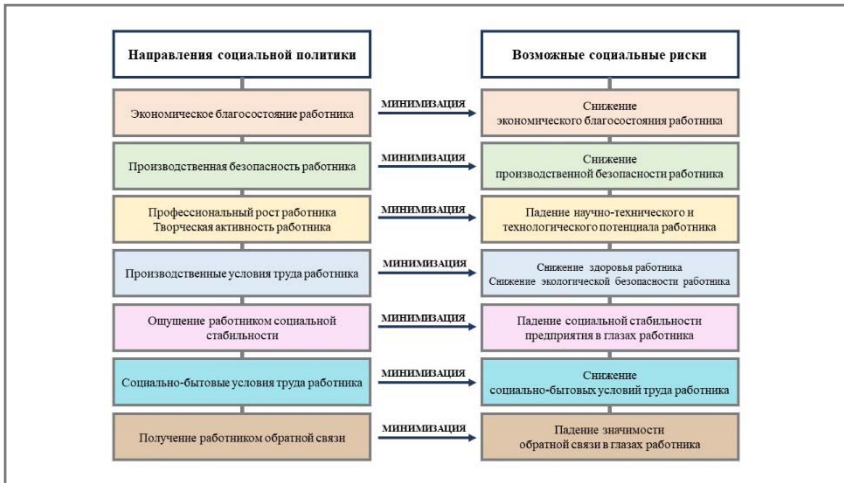 Направления социальной политики
Возможные социальные риски
Экономическое благосостояние работника
МИНИМИЗАЦИЯ
Снижение
экономического благосостояния работника
Производственная безопасность работника
МИНИМИЗАЦИЯ
Снижение
производственной безопасности работника
Профессиональный рост работника
Творческая активность работника
МИНИМИЗАЦИЯ
Падение научно-технического и
технологического потенциала работника
Производственные условия труда работника
МИНИМИЗАЦИЯ
Снижение здоровья работника
Снижение экологической безопасности работника
Ощущение работником социальной
стабильности
МИНИМИЗАЦИЯ
Падение социальной стабильности
предприятия в глазах работника
Социально-бытовые условия труда работника
МИНИМИЗАЦИЯ
Снижение
социально-бытовых условий труда работника
Получение работником обратной связи
МИНИМИЗАЦИЯ
Падение значимости
обратной связи в глазах работника